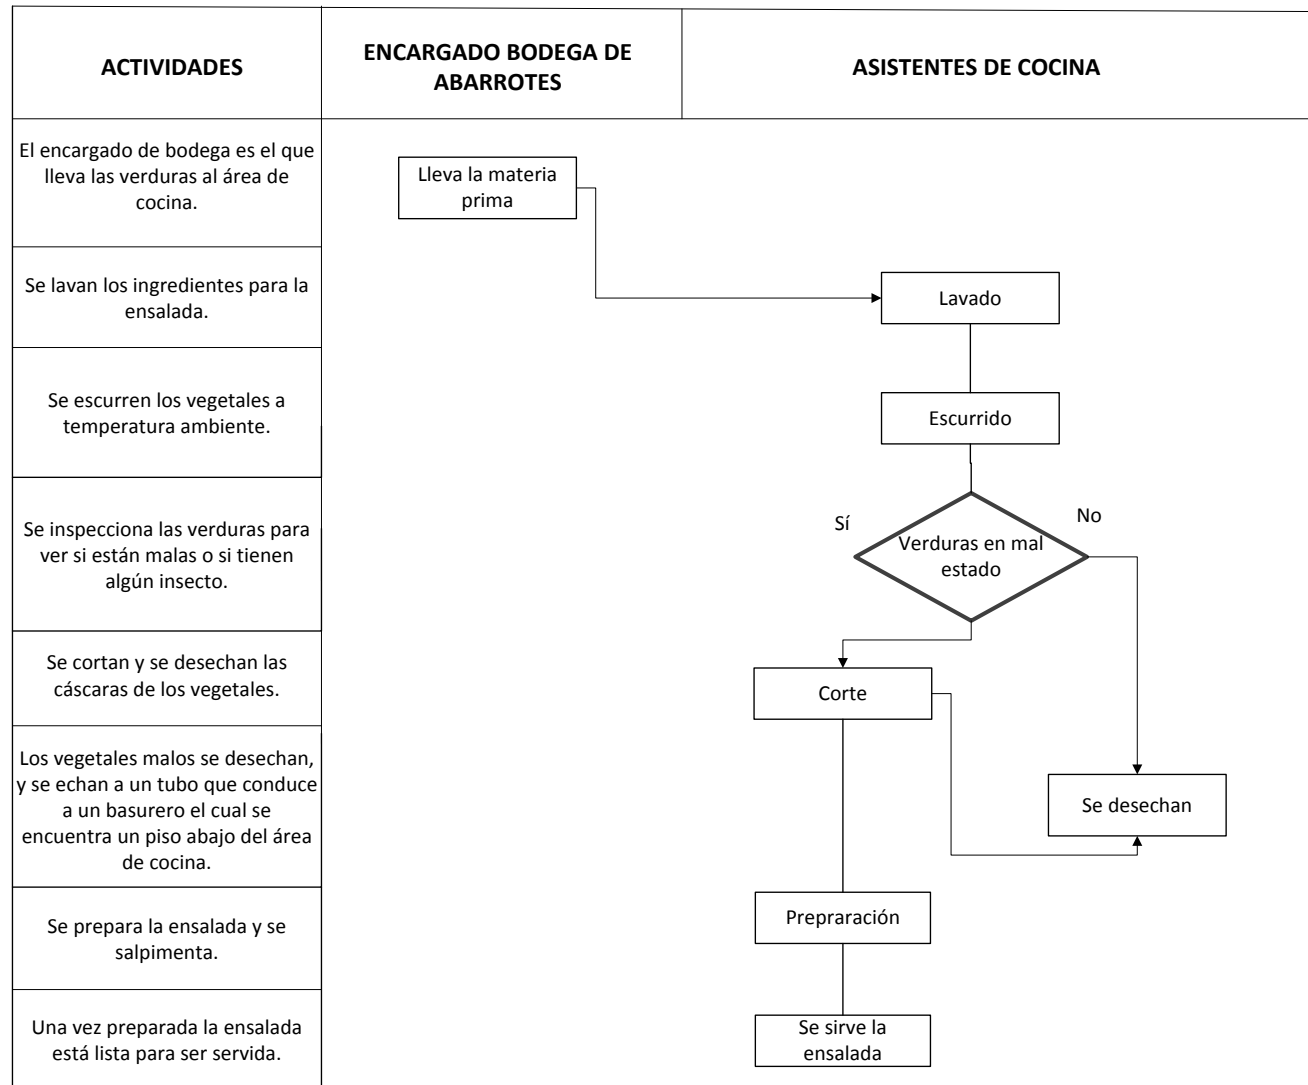 ACTIVIDADES
ENCARGADO BODEGA DE
ABARROTES
ASISTENTES DE COCINA
El encargado de bodega es el que
lleva las verduras al área de
cocina.
Lleva la materia
prima
Se lavan los ingredientes para la
ensalada.
Lavado
Se escurren los vegetales a
temperatura ambiente.
Escurrido
Se inspecciona las verduras para
ver si están malas o si tienen
algún insecto.
Sí
No
Verduras en mal
estado
Se cortan y se desechan las
cáscaras de los vegetales.
Corte
Los vegetales malos se desechan,
y se echan a un tubo que conduce
a un basurero el cual se
encuentra un piso abajo del área
de cocina.
Se desechan
Se prepara la ensalada y se
salpimenta.
Prepraración
Una vez preparada la ensalada
está lista para ser servida.
Se sirve la
ensalada